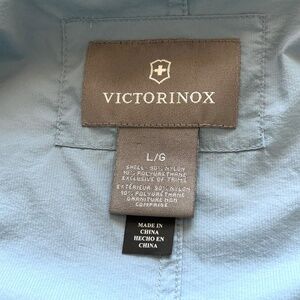 VICTORINOX
L/G
SHELL: 90% NYLON
10% POLYURETHANE
EXCLUSIVE OF TRIMS
EXTÉRIEUR: 90% NYLON
10% POLYURÉTHANE
GARNITURE NON
COMPRISE
MADE IN
CHINA
HECHO EN
CHINA